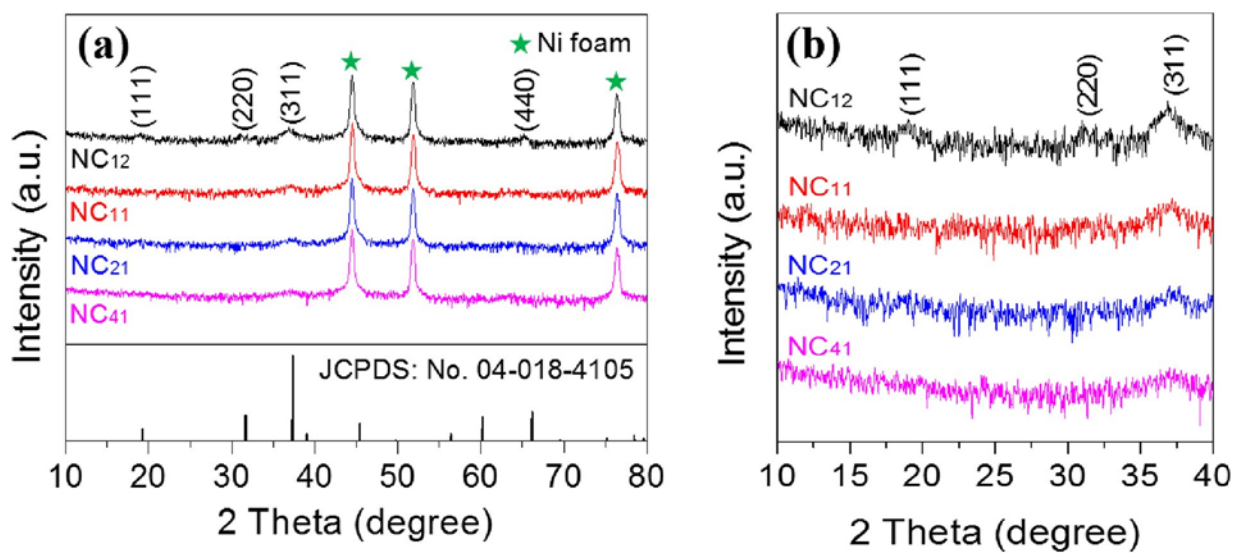 (a)
★ Ni foam
(111)
(220)
(311)
(440)
NC12
NC11
NC21
NC41
Intensity (a.u.)
JCPDS: No. 04-018-4105
10 20 30 40 50 60 70 80
2 Theta (degree)
(b)
(111)
(220)
(311)
NC12
NC11
NC21
NC41
Intensity (a.u.)
10 15 20 25 30 35 40
2 Theta (degree)